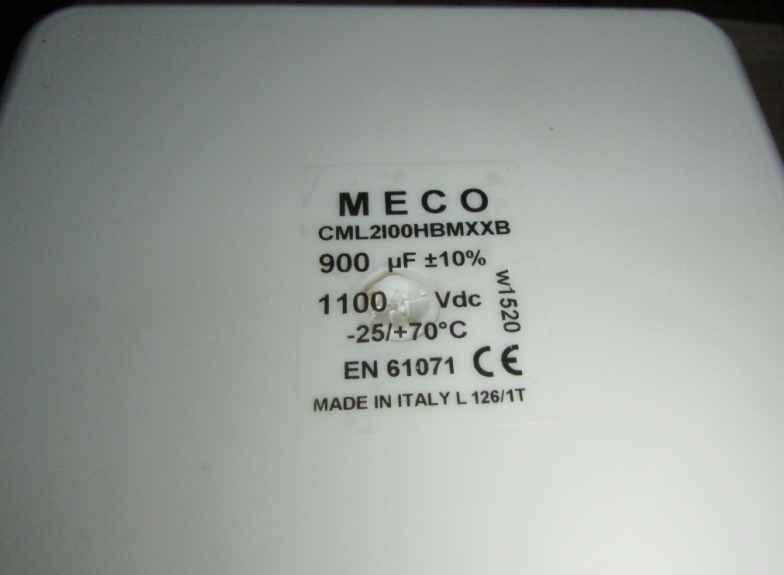 MECO
CML2I00HBMXXB
900 µF ±10%
1100 Vdc
-25/+70°C
w1520
EN 61071 CE
MADE IN ITALY L 126/1T